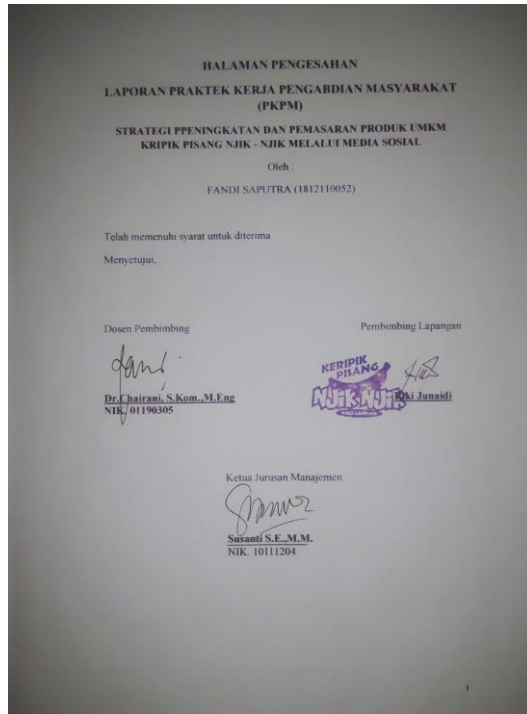 HALAMAN PENGESAHAN
LAPORAN PRAKTEK KERJA PENGABDIAN MASYARAKAT
(PKPM)
STRATEGI PPENINGKATAN DAN PEMASARAN PRODUK UMKM
KRIPIK PISANG NJIK - NJIK MELALUI MEDIA SOSIAL
Oleh :
FANDI SAPUTRA (1812110052)
Telah memenuhi syarat untuk diterima
Menyetujui,
Dosen Pembimbing
Pembimbing Lapangan
KERIPIK
PISANG
NJIK-NJIK
Dr.Chairani, S.Kom.,M.Eng
NIK. 01190305
Junaidi
Ketua Jurusan Manajemen
Susanti S.E.,M.M.
NIK. 10111204